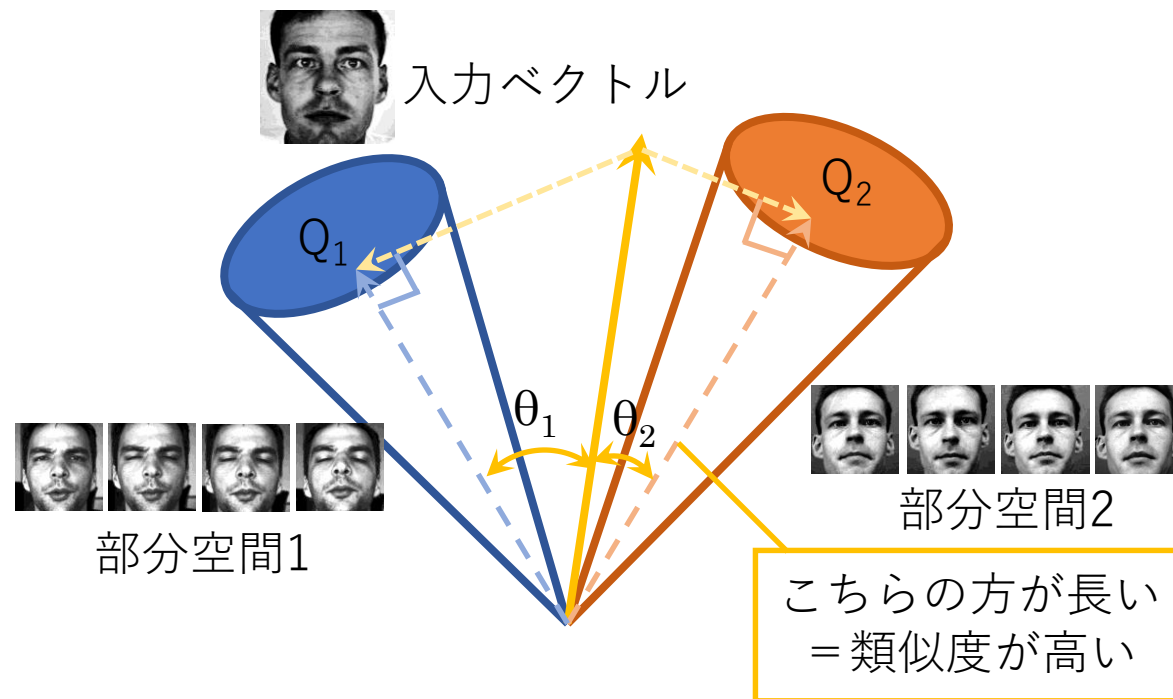 入力ベクトル
Q₁
Q₂
θ₁
θ₂
部分空間1
部分空間2
こちらの方が長い
＝類似度が高い